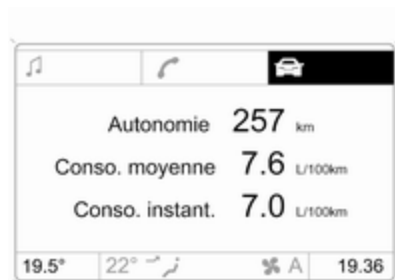 Autonomie 257 km
Conso. moyenne 7.6 L/100km
Conso. instant. 7.0 L/100km
19.5° 22° A 19.36